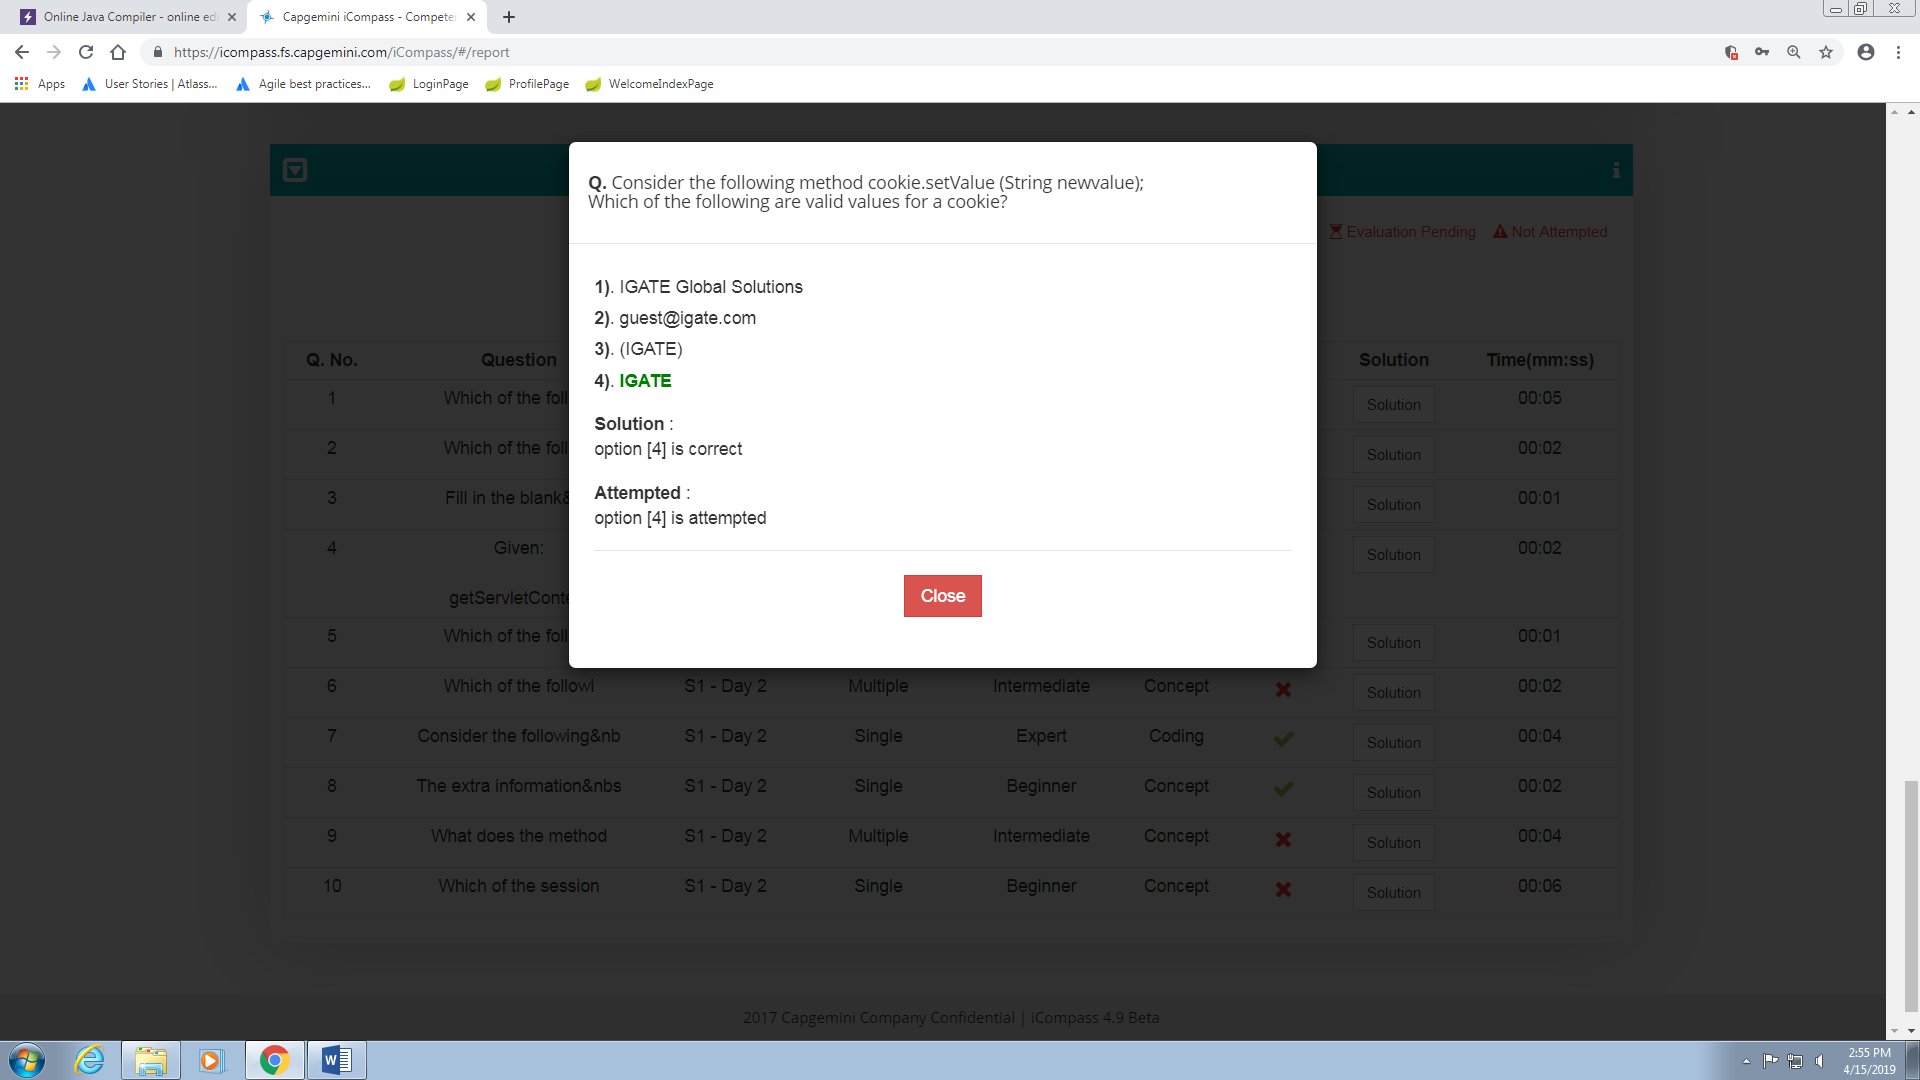 Online Java Compiler - online edi
Capgemini iCompass - Competen
https://icompass.fs.capgemini.com/iCompass/#/report
Apps
User Stories | Atlass...
Agile best practices...
LoginPage
ProfilePage
WelcomeIndexPage
Q. Consider the following method cookie.setValue (String newvalue);
Which of the following are valid values for a cookie?
Evaluation Pending
Not Attempted
1). IGATE Global Solutions
2). guest@igate.com
3). (IGATE)
4). IGATE
Solution :
option [4] is correct
Attempted :
option [4] is attempted
Close
Q. No. Question Solution Time(mm:ss)
1 Which of the foll Solution 00:05
2 Which of the foll Solution 00:02
3 Fill in the blank& Solution 00:01
4 Given: Solution 00:02
getServletConte
5 Which of the foll Solution 00:01
6 Which of the followi S1 - Day 2 Multiple Intermediate Concept Solution 00:02
7 Consider the following&nb S1 - Day 2 Single Expert Coding Solution 00:04
8 The extra information&nbs S1 - Day 2 Single Beginner Concept Solution 00:02
9 What does the method S1 - Day 2 Multiple Intermediate Concept Solution 00:04
10 Which of the session S1 - Day 2 Single Beginner Concept Solution 00:06
2017 Capgemini Company Confidential | iCompass 4.9 Beta
2:55 PM
4/15/2019